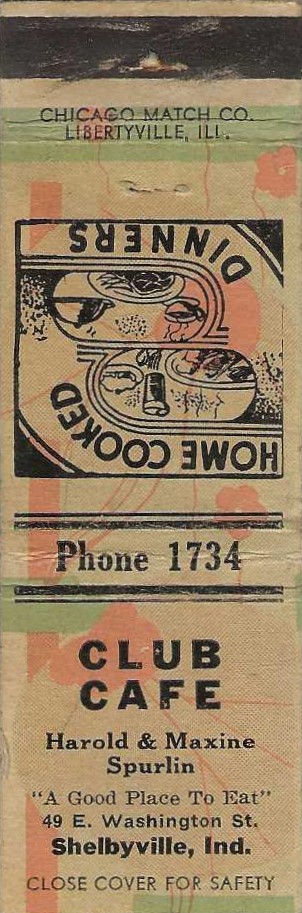 CHICAGO MATCH CO.
LIBERTYVILLE, ILL.
HOME COOKED
DINNERS
Phone 1734
CLUB
CAFE
Harold & Maxine
Spurlin
"A Good Place To Eat"
49 E. Washington St.
Shelbyville, Ind.
CLOSE COVER FOR SAFETY